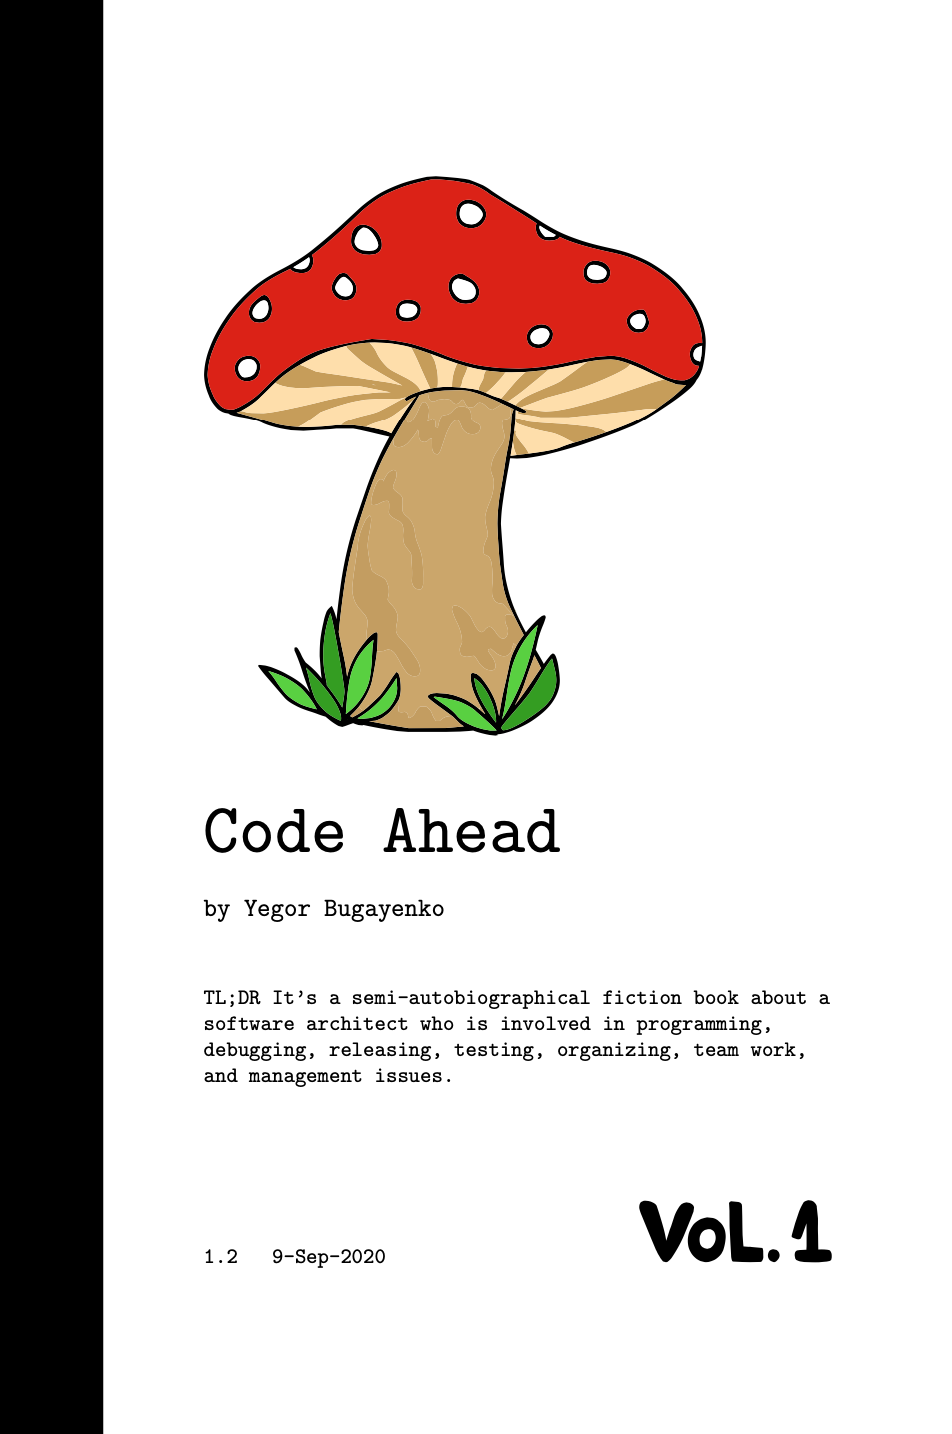 Code Ahead
by Yegor Bugayenko
TL;DR It's a semi-autobiographical fiction book about a
software architect who is involved in programming,
debugging, releasing, testing, organizing, team work,
and management issues.
1.2 9-Sep-2020
VoL.1